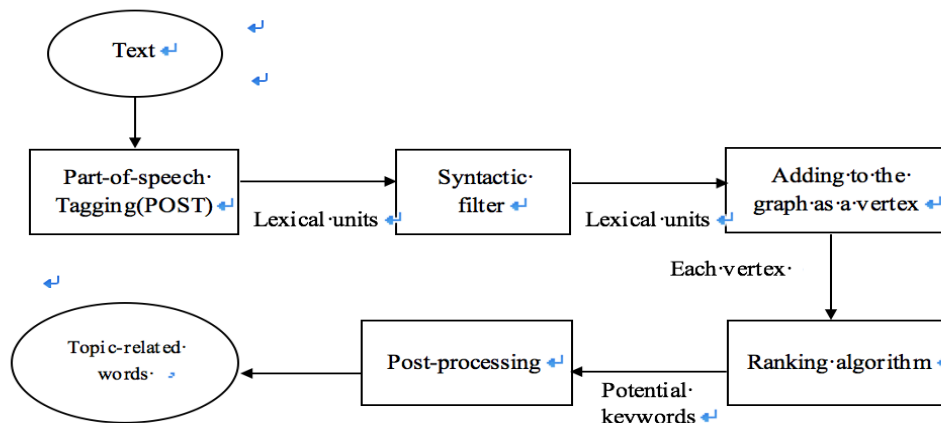 Text
Part-of-speech
Tagging(POST)
Lexical units
Syntactic
filter
Lexical units
Adding to the
graph as a vertex
Each vertex
Ranking algorithm
Potential
keywords
Post-processing
Topic-related
words